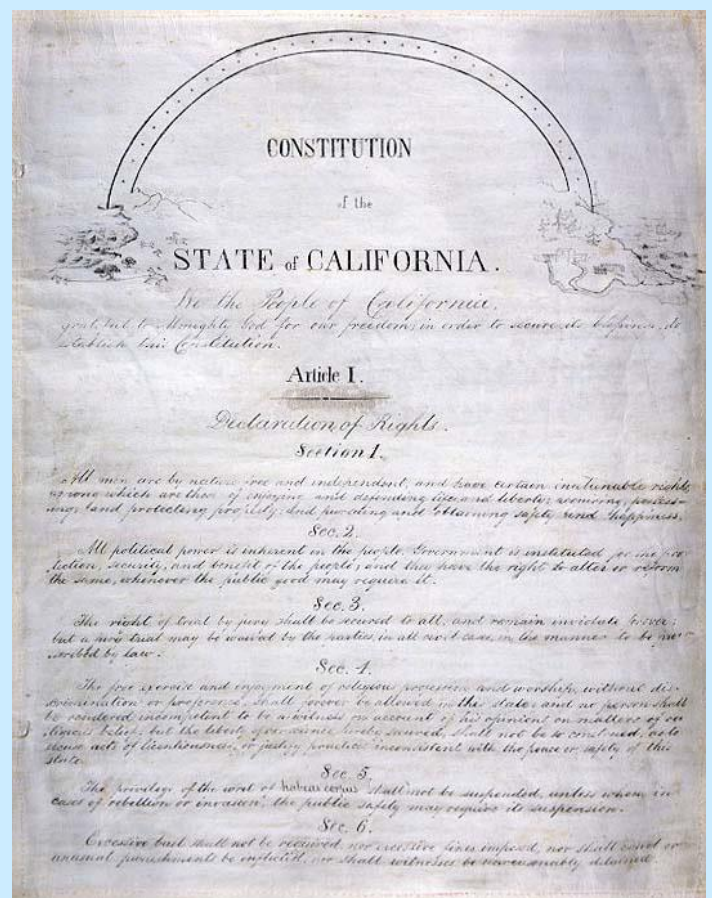 CONSTITUTION
of the
STATE of CALIFORNIA.
We the People of California,
grateful to Almighty God for our freedom, in order to secure its blessings, do
establish this Constitution.
Article I.
Declaration of Rights.
Section 1.
All men are by nature free and independent, and have certain inalienable rights,
among which are those of enjoying and defending life and liberty; acquiring, possess-
ing, and protecting property; and pursuing and obtaining safety and happiness.
Sec. 2.
All political power is inherent in the people. Government is instituted for the pro-
tection, security, and benefit of the people; and they have the right to alter or reform
the same, whenever the public good may require it.
Sec. 3.
The right of trial by jury shall be secured to all, and remain inviolate forever;
but a jury trial may be waived by the parties, in all civil cases, in the manner to be pre-
scribed by law.
Sec. 4.
The free exercise and enjoyment of religious profession and worship, without dis-
crimination or preference, shall forever be allowed in this state; and no person shall
be rendered incompetent to be a witness on account of his opinions on matters of re-
ligious belief; but the liberty of conscience hereby secured, shall not be so construed, as to
excuse acts of licentiousness, or justify practices inconsistent with the peace or safety of this
state.
Sec. 5.
The privilege of the writ of habeas corpus shall not be suspended, unless when, in
cases of rebellion or invasion, the public safety may require its suspension.
Sec. 6.
Excessive bail shall not be required, nor excessive fines imposed, nor shall cruel or
unusual punishments be inflicted, nor shall witnesses be unreasonably detained.